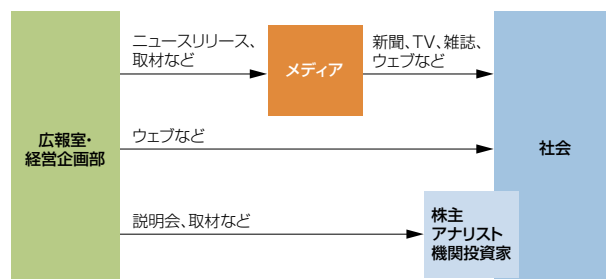 ニュースリリース、
取材など
メディア
新聞、TV、雑誌、
ウェブなど
広報室・
経営企画部
ウェブなど
社会
説明会、取材など
株主
アナリスト
機関投資家